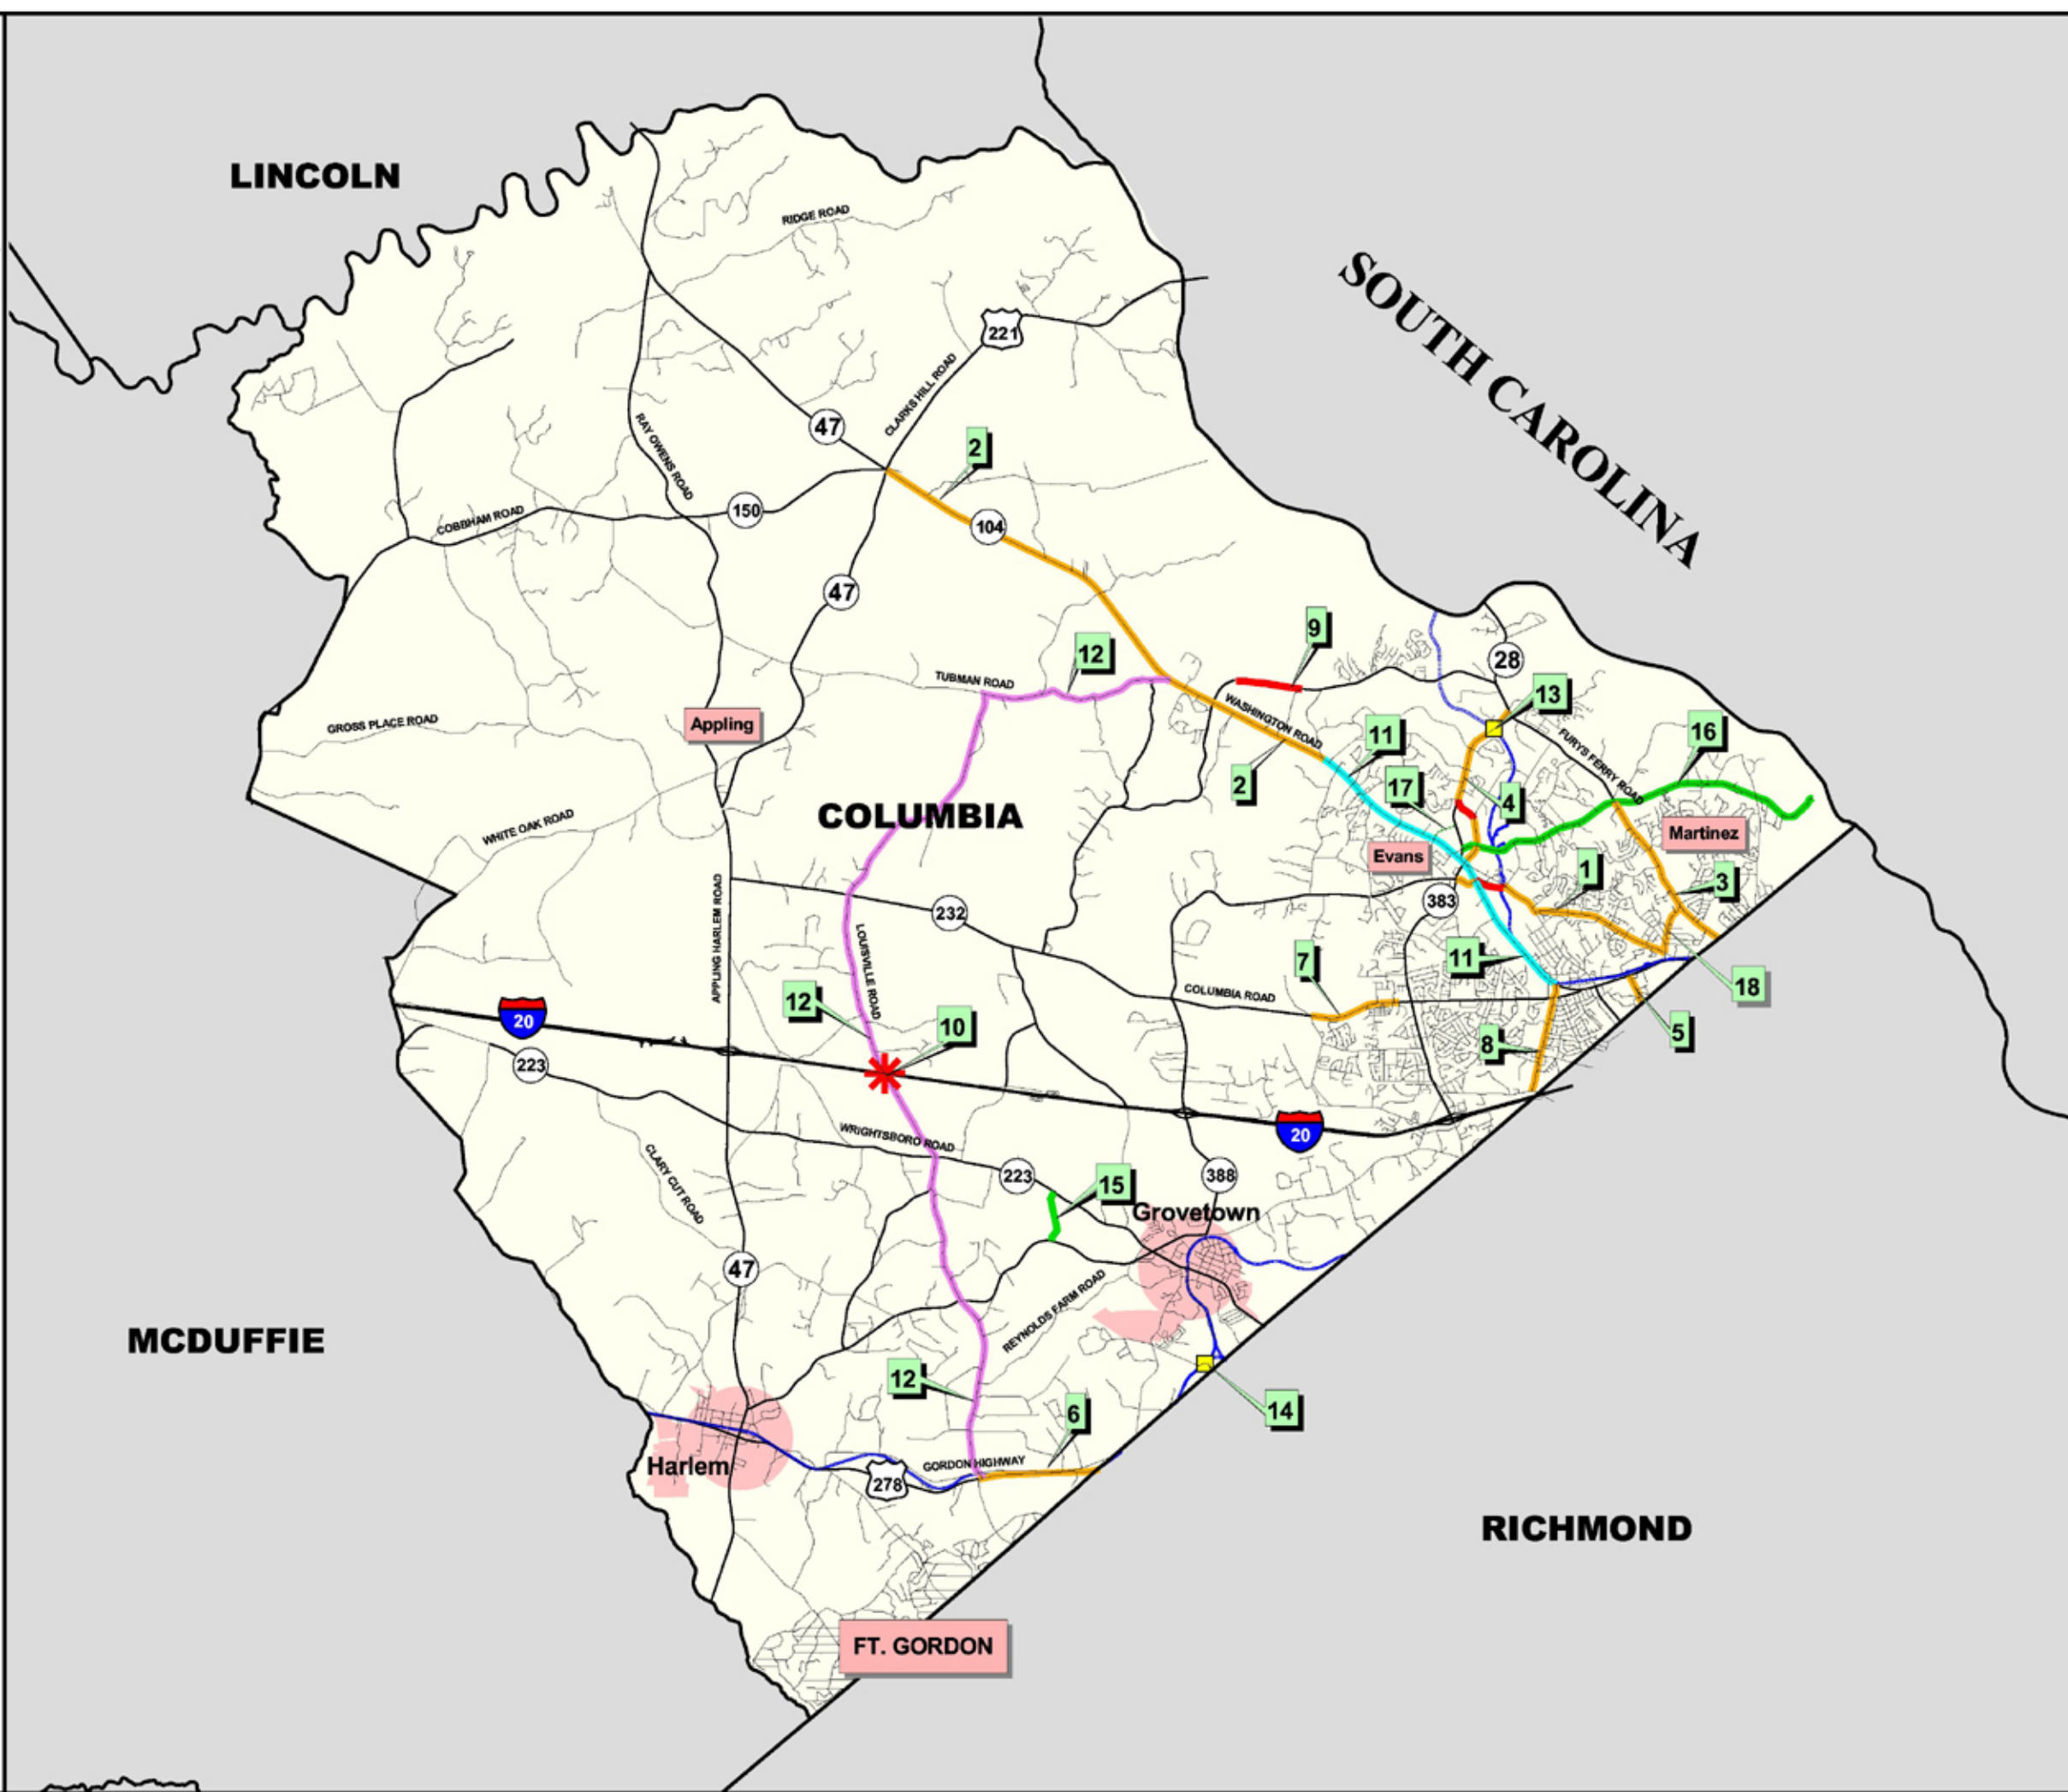 LINCOLN
RIDGE ROAD
SOUTH CAROLINA
221
CLARKS HILL ROAD
47
RAY OWENS ROAD
2
150
COBBHAM ROAD
104
47
9
12
28
TUBMAN ROAD
13
Appling
GROSS PLACE ROAD
WASHINGTON ROAD
11
16
FURYS FERRY ROAD
2
17
4
COLUMBIA
WHITE OAK ROAD
Martinez
Evans
1
3
APPLING HARLEM ROAD
232
383
LOUISVILLE ROAD
7
11
18
COLUMBIA ROAD
12
20
10
5
8
223
20
WRIGHTSBORO ROAD
CLARY CUT ROAD
223
388
15
Grovetown
47
REYNOLDS FARM ROAD
MCDUFFIE
12
14
6
Harlem
GORDON HIGHWAY
278
RICHMOND
FT. GORDON